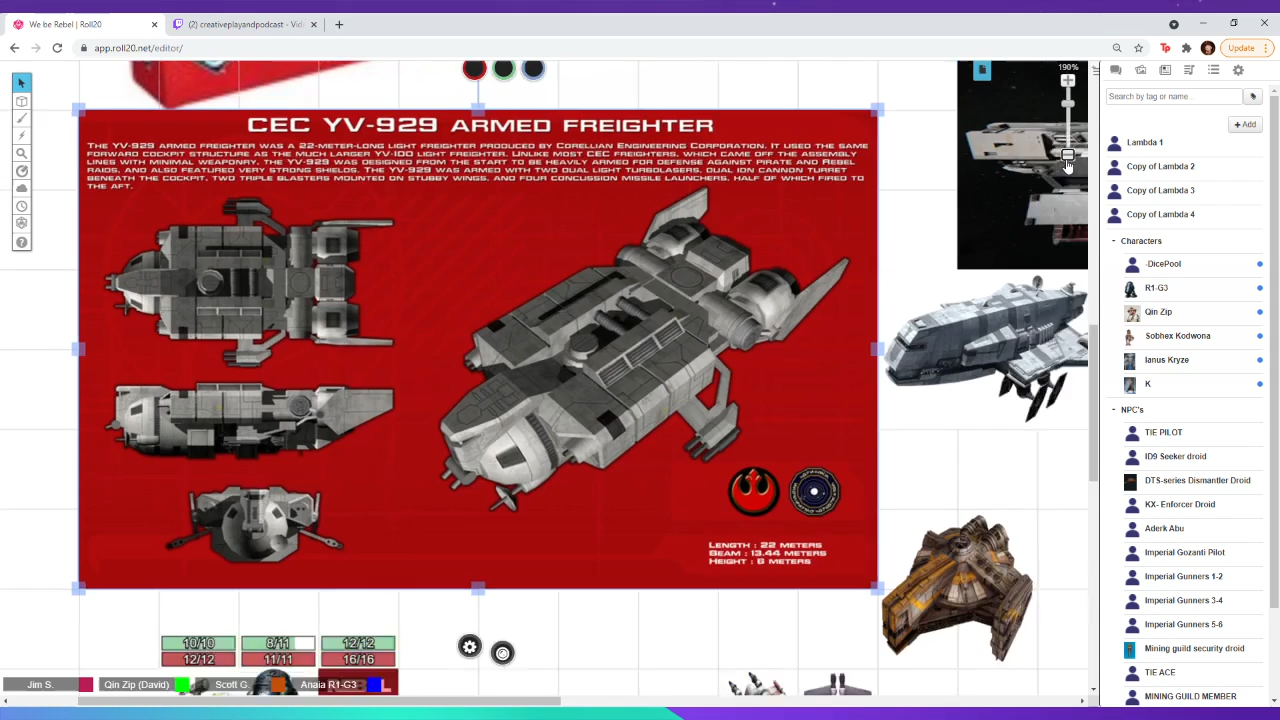 We be Rebel | Roll20
(2) creativeplayandpodcast - Vid
app.roll20.net/editor/
Update
190%
Search by tag or name...
+ Add
CEC YV-929 ARMED FREIGHTER
The YV-929 armed freighter was a 22-meter-long light freighter produced by Corellian Engineering Corporation. It used the same
forward cockpit structure as the much larger YV-100 light freighter. Unlike most CEC freighters, which came off the assembly
lines with minimal weaponry, the YV-929 was designed from the start to be heavily armed for defense against pirate and Rebel
raids, and also featured very strong shields. The YV-929 was armed with two dual light turbolasers, dual ion cannon turret
beneath the cockpit, two triple blasters mounted on stubby wings, and four concussion missile launchers, half of which fired to
the aft.
Length : 22 meters
Beam : 13.44 meters
Height : 6 meters
10/10 8/11 12/12
12/12 11/11 16/16
Jim S. Qin Zip (David) Scott G. Anaia R1-G3
Lambda 1
Copy of Lambda 2
Copy of Lambda 3
Copy of Lambda 4
Characters
-DicePool
R1-G3
Qin Zip
Sobhex Kodwona
Ianus Kryze
K
NPC's
TIE PILOT
ID9 Seeker droid
DTS-series Dismantler Droid
KX- Enforcer Droid
Aderk Abu
Imperial Gozanti Pilot
Imperial Gunners 1-2
Imperial Gunners 3-4
Imperial Gunners 5-6
Mining guild security droid
TIE ACE
MINING GUILD MEMBER